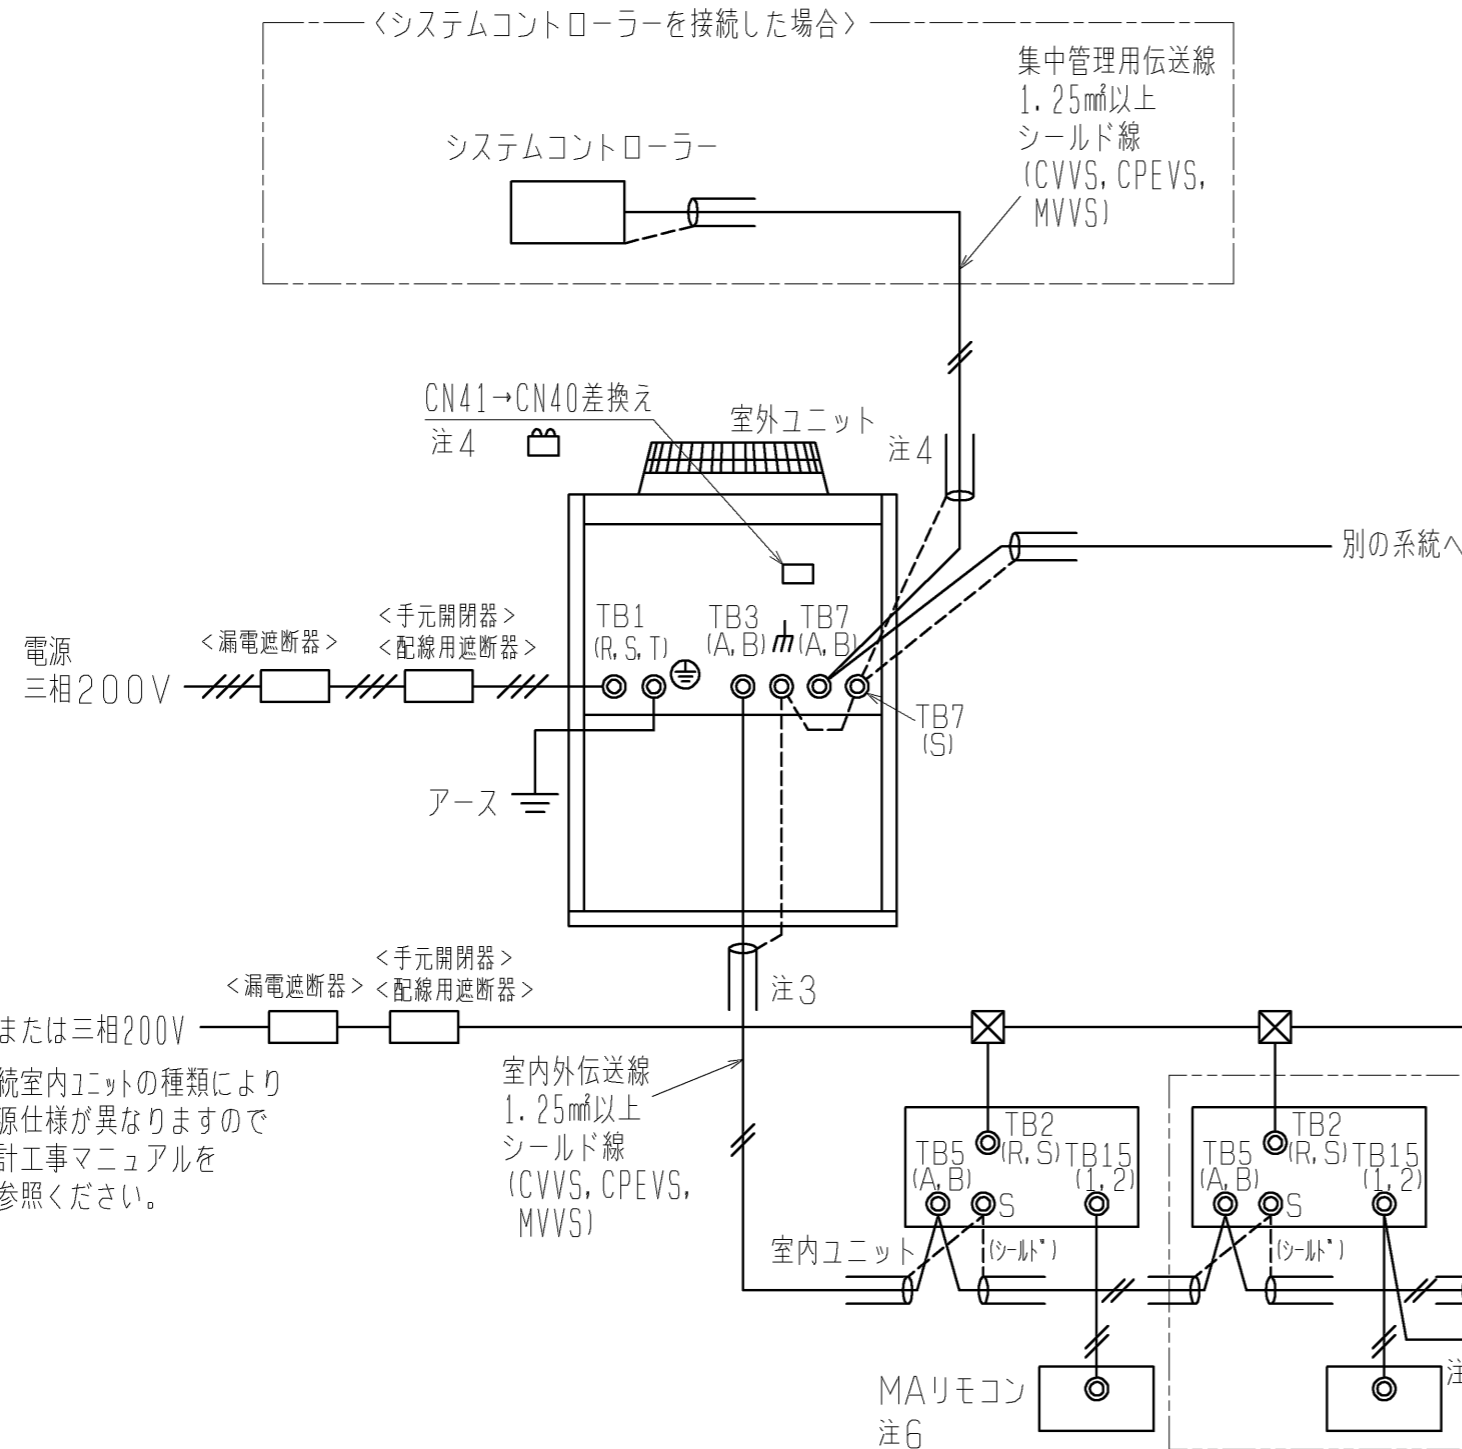 〈システムコントローラーを接続した場合〉
集中管理用伝送線
1.25㎟以上
シールド線
(CVVS,CPEVS,
MVVS)
システムコントローラー
CN41→CN40差換え
注4
室外ユニット
注4
別の系統へ
TB1
(R,S,T)
TB3
(A,B)
TB7
(A,B)
TB7
(S)
電源
三相200V
<漏電遮断器>
<手元開閉器>
<配線用遮断器>
アース
<漏電遮断器>
<手元開閉器>
<配線用遮断器>
注3
または三相200V
続室内ユニットの種類により
源仕様が異なりますので
計工事マニュアルを
参照ください。
室内外伝送線
1.25㎟以上
シールド線
(CVVS,CPEVS,
MVVS)
TB2
(R,S)
TB5
(A,B)
S
TB15
(1,2)
室内ユニット
(シールド)
TB2
(R,S)
TB5
(A,B)
S
TB15
(1,2)
(シールド)
MAリモコン
注6
注